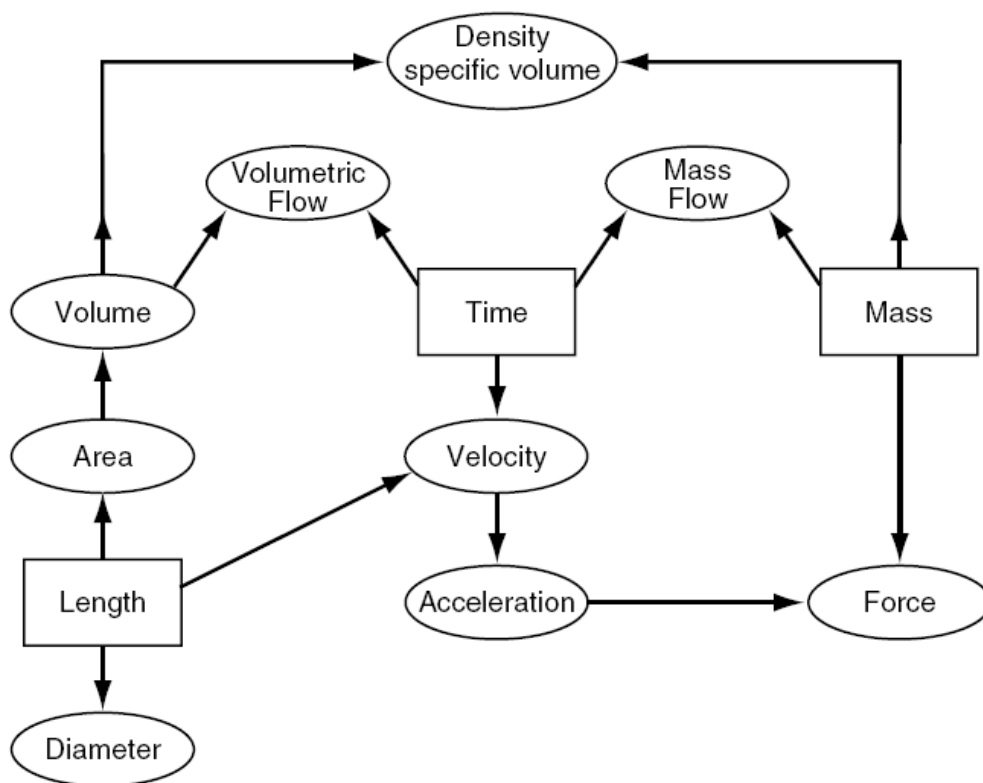 Density
specific volume
Volumetric
Flow
Mass
Flow
Volume
Time
Mass
Area
Velocity
Length
Acceleration
Force
Diameter